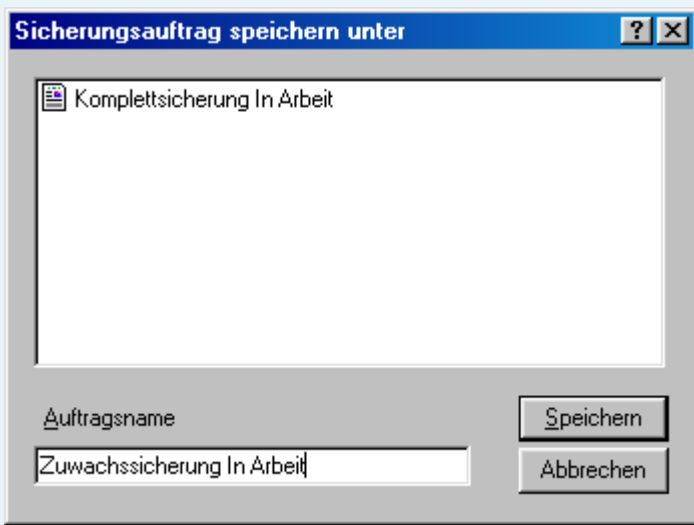 Sicherungsauftrag speichern unter
Komplettsicherung In Arbeit
Auftragsname
Speichern
Zuwachssicherung In Arbeit
Abbrechen